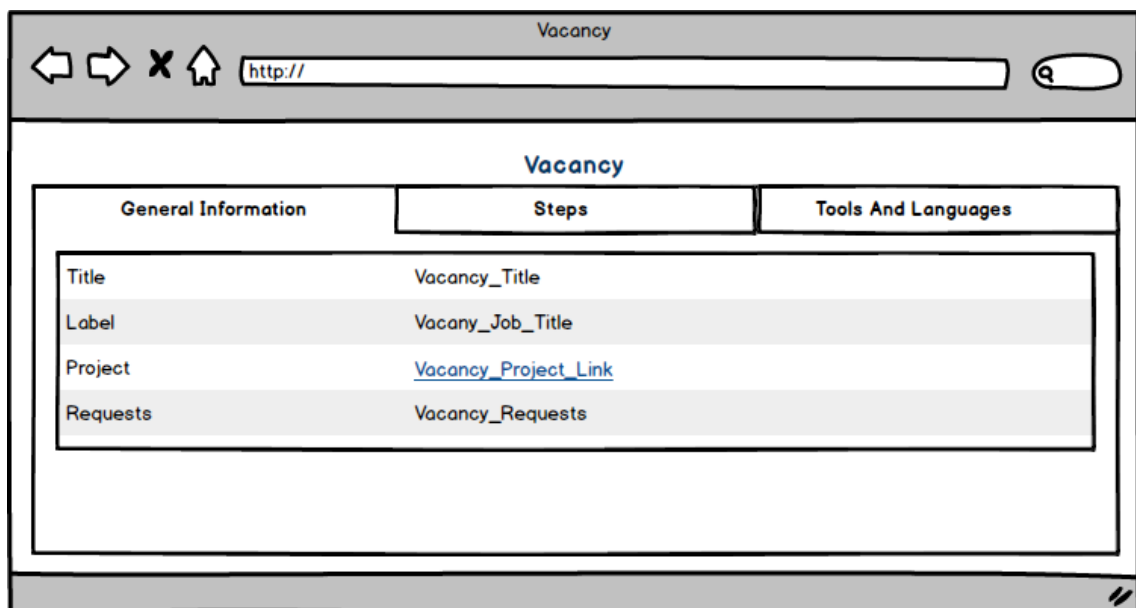 Vacancy
http://
Vacancy
General Information Steps Tools And Languages
Title Vacancy_Title
Label Vacany_Job_Title
Project Vacancy_Project_Link
Requests Vacancy_Requests